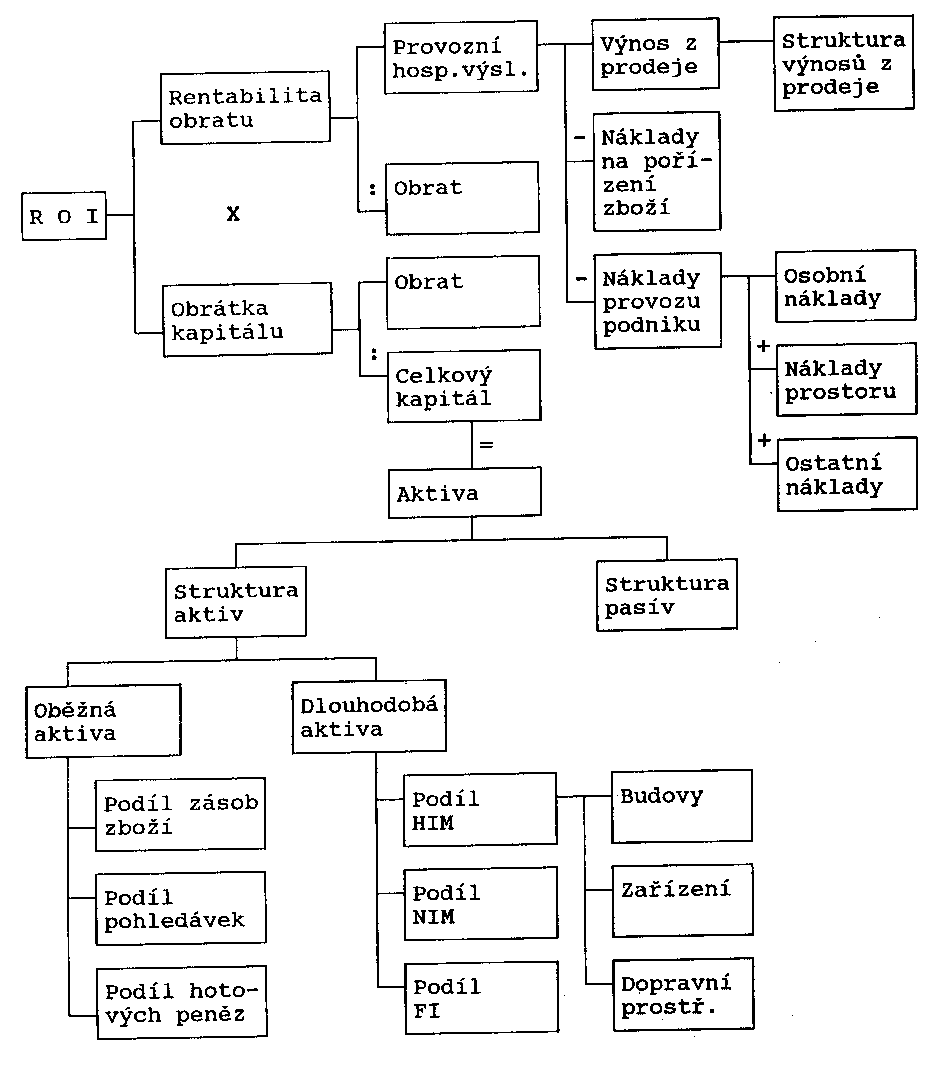 Provozní
hosp.výsl.
Výnos z
prodeje
Struktura
výnosů z
prodeje
Rentabilita
obratu
-
Náklady
na poří-
zení
zboží
:
Obrat
R O I
X
Obrat
-
Náklady
provozu
podniku
Osobní
náklady
Obrátka
kapitálu
:
Celkový
kapitál
+
Náklady
prostoru
=
+
Ostatní
náklady
Aktiva
Struktura
aktiv
Struktura
pasív
Oběžná
aktiva
Dlouhodobá
aktiva
Podíl zásob
zboží
Podíl
HIM
Budovy
Podíl
pohledávek
Podíl
NIM
Zařízení
Podíl hoto-
vých peněz
Podíl
FI
Dopravní
prostř.